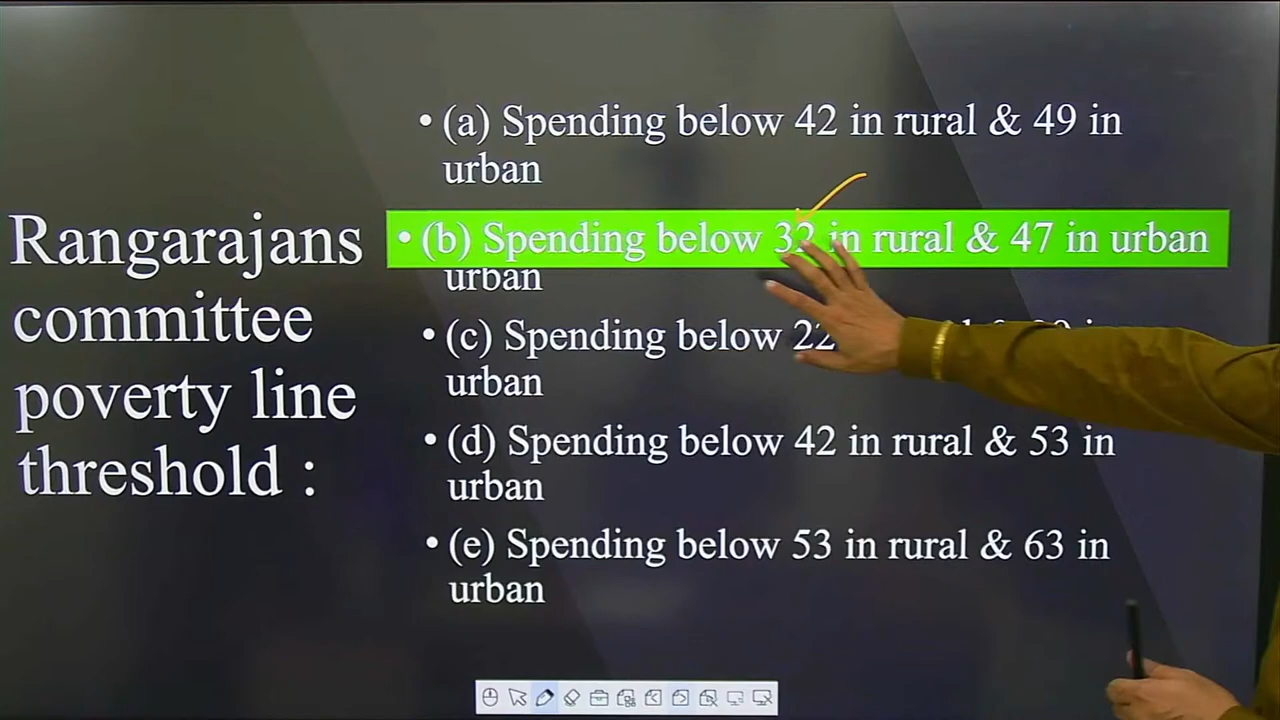 Rangarajans
committee
poverty line
threshold :
• (a) Spending below 42 in rural & 49 in
urban
• (b) Spending below 32 in rural & 47 in urban
urban
• (c) Spending below 22
urban
• (d) Spending below 42 in rural & 53 in
urban
• (e) Spending below 53 in rural & 63 in
urban